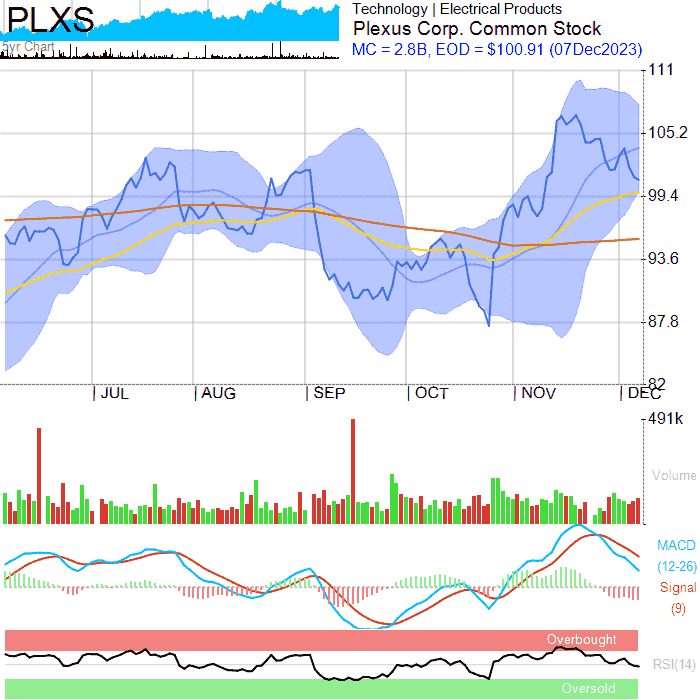 PLXS
5yr Chart
Technology | Electrical Products
Plexus Corp. Common Stock
MC = 2.8B, EOD = $100.91 (07Dec2023)
111
105.2
99.4
93.6
87.8
82
JUL
AUG
SEP
OCT
NOV
DEC
491k
Volume
MACD
(12-26)
Signal
(9)
Overbought
RSI(14)
Oversold